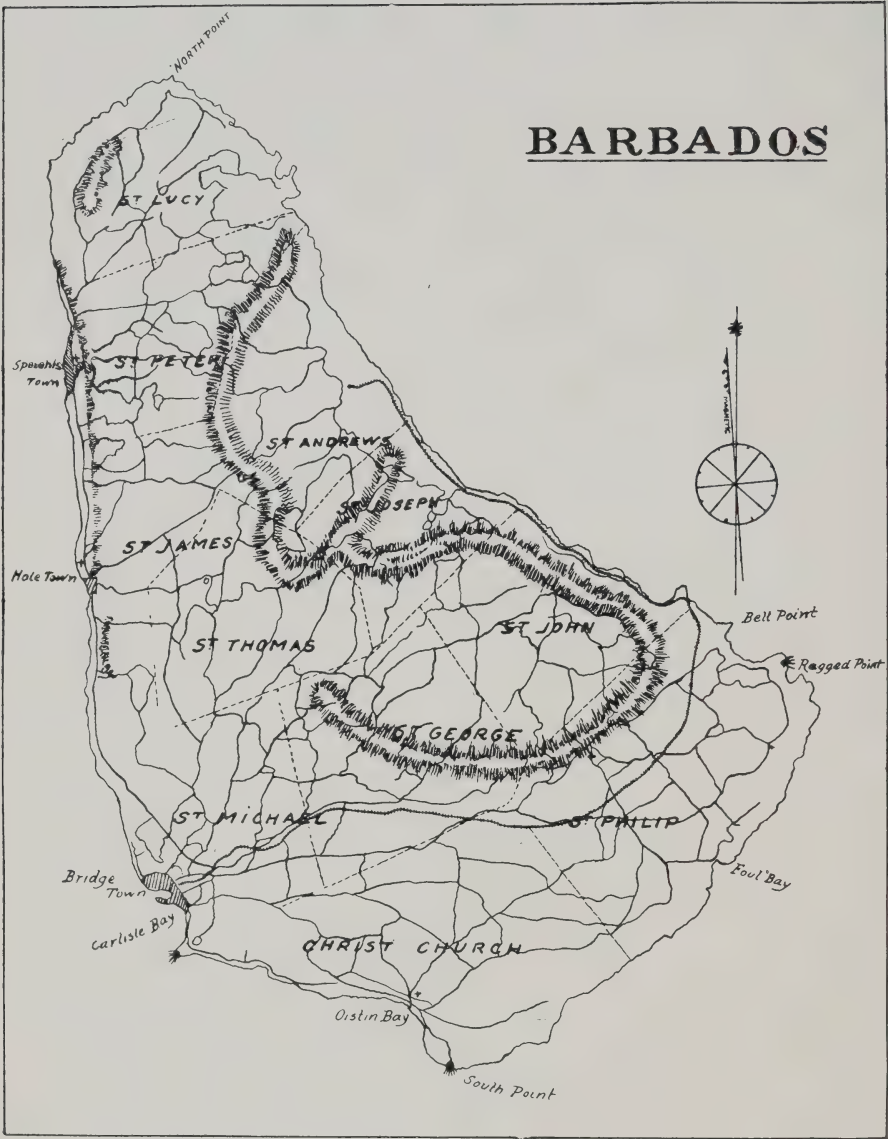 NORTH POINT
BARBADOS
ST LUCY
Speights
Town
ST PETER
ST ANDREWS
ST JOSEPH
ST JAMES
Hole Town
ST THOMAS
ST JOHN
Bell Point
Ragged Point
ST GEORGE
ST MICHAEL
ST PHILIP
Bridge
Town
Foul Bay
Carlisle Bay
CHRIST CHURCH
Oistin Bay
South Point